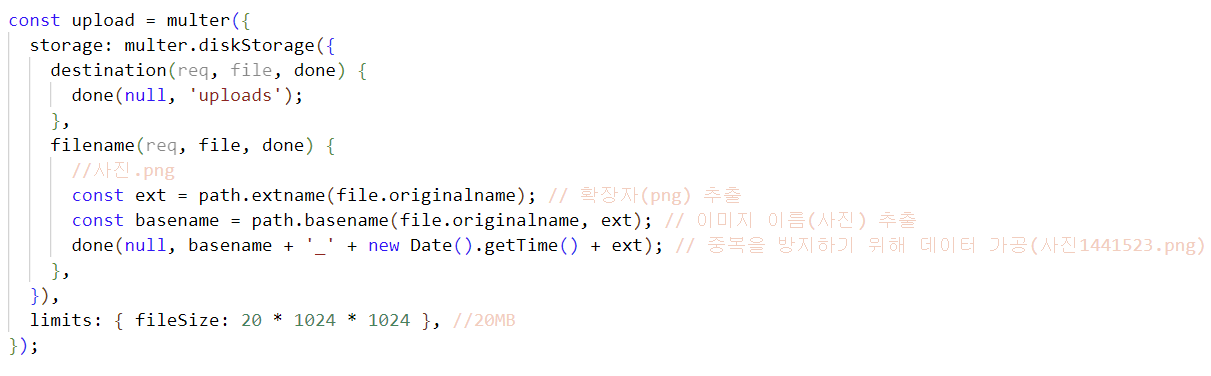 const upload = multer({
  storage: multer.diskStorage({
    destination(req, file, done) {
      done(null, 'uploads');
    },
    filename(req, file, done) {
      //사진.png
      const ext = path.extname(file.originalname); // 확장자(png) 추출
      const basename = path.basename(file.originalname, ext); // 이미지 이름(사진) 추출
      done(null, basename + '_' + new Date().getTime() + ext); // 중복을 방지하기 위해 데이터 가공(사진1441523.png)
    },
  }),
  limits: { fileSize: 20 * 1024 * 1024 }, //20MB
});